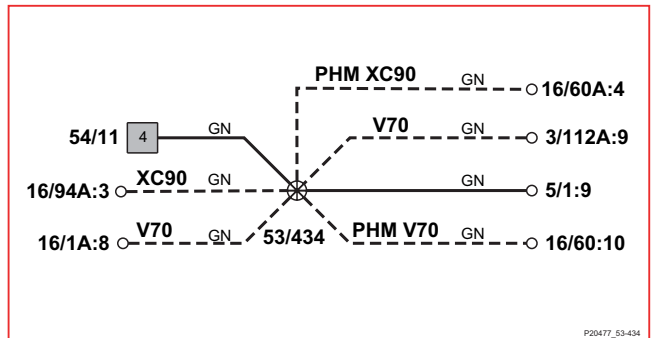 PHM XC90 GN 16/60A:4
54/11 4 GN
V70 GN 3/112A:9
16/94A:3 XC90 GN
GN 5/1:9
16/1A:8 V70 GN
53/434
PHM V70 GN 16/60:10
P20477_53-434